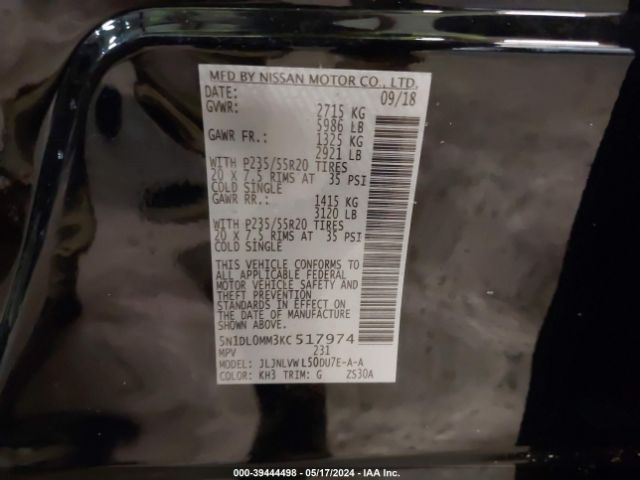 MFD BY NISSAN MOTOR CO., LTD.
DATE: 09/18
GVWR: 2715 KG
5986 LB
GAWR FR.: 1325 KG
2921 LB
WITH P235/55R20 TIRES
20 X 7.5 RIMS AT 35 PSI
COLD SINGLE
GAWR RR.: 1415 KG
3120 LB
WITH P235/55R20 TIRES
20 X 7.5 RIMS AT 35 PSI
COLD SINGLE
THIS VEHICLE CONFORMS TO
ALL APPLICABLE FEDERAL
MOTOR VEHICLE SAFETY AND
THEFT PREVENTION
STANDARDS IN EFFECT ON
THE DATE OF MANUFACTURE
SHOWN ABOVE.
5N1DL0MM3KC517974
MPV 231
MODEL: JLJNLVWL50DU7E-A-A
COLOR: KH3 TRIM: G ZS30A
000-39444498 - 05/17/2024 - IAA Inc.